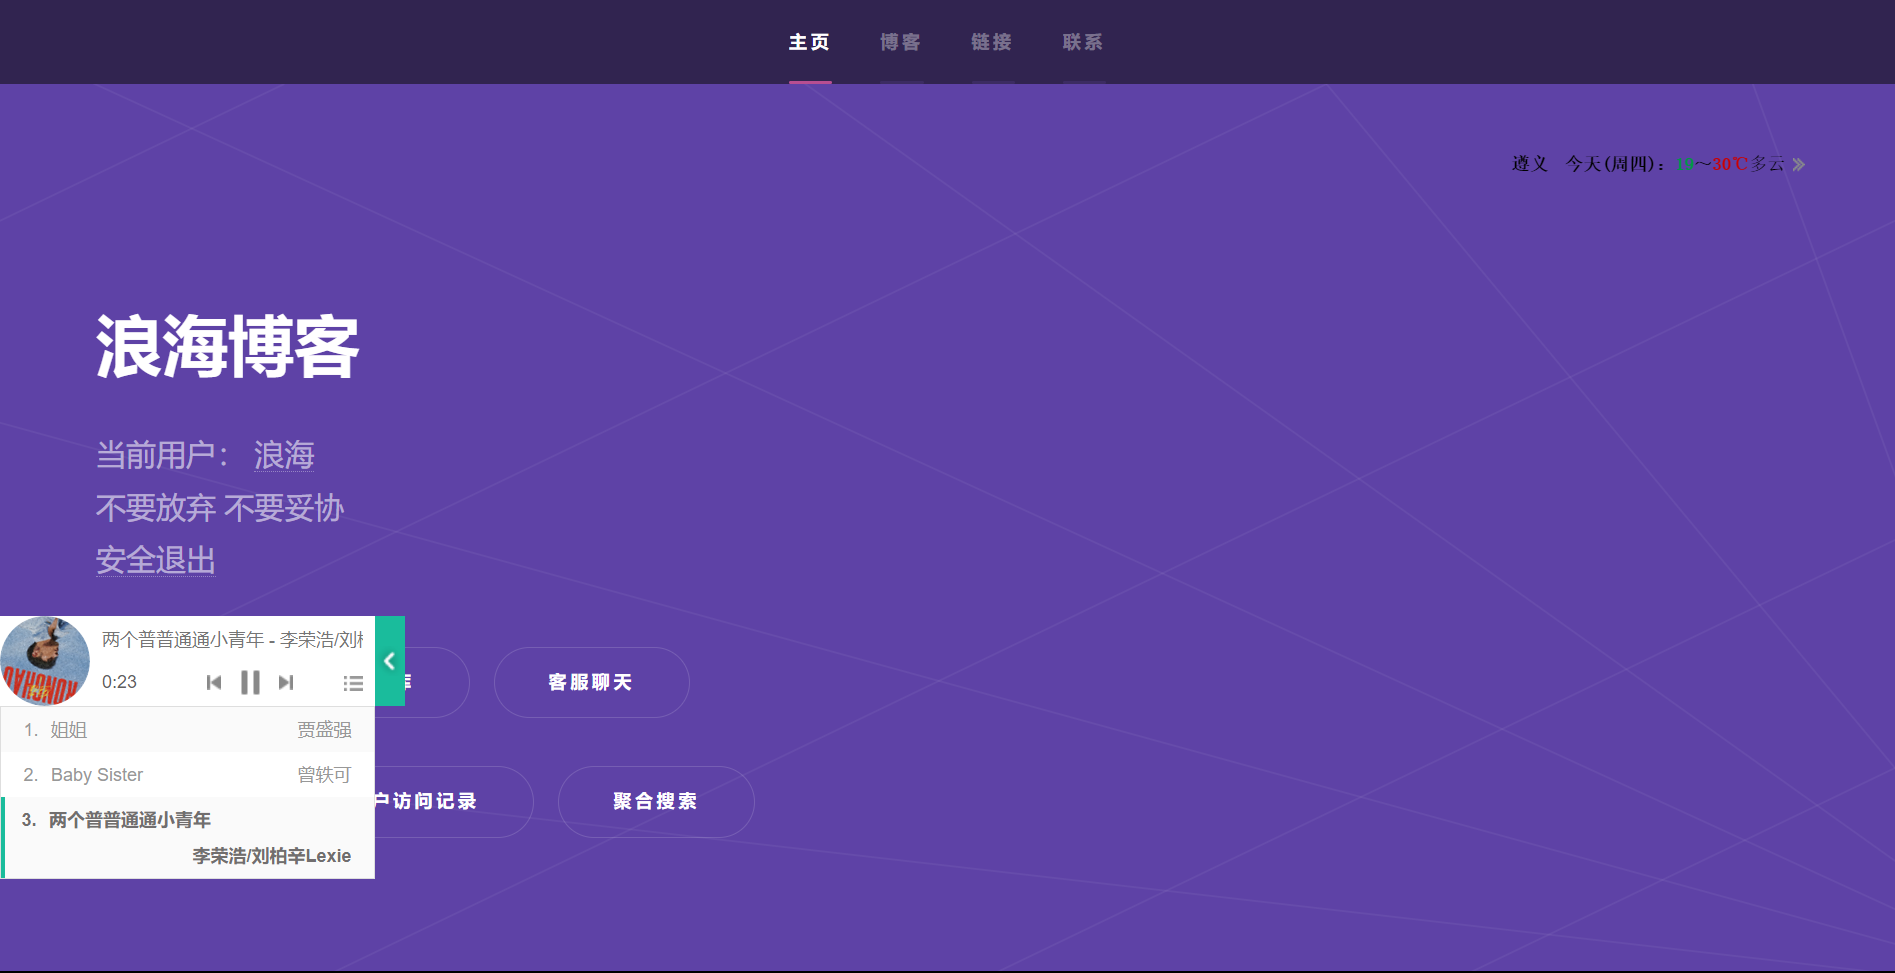 主页 博客 链接 联系
遵义 今天(周四)：19～30℃多云
浪海博客
当前用户： 浪海
不要放弃 不要妥协
安全退出
两个普普通通小青年 - 李荣浩/刘
0:23
客服聊天
1. 姐姐 贾盛强
2. Baby Sister 曾轶可
户访问记录 聚合搜索
3. 两个普普通通小青年
李荣浩/刘柏辛Lexie